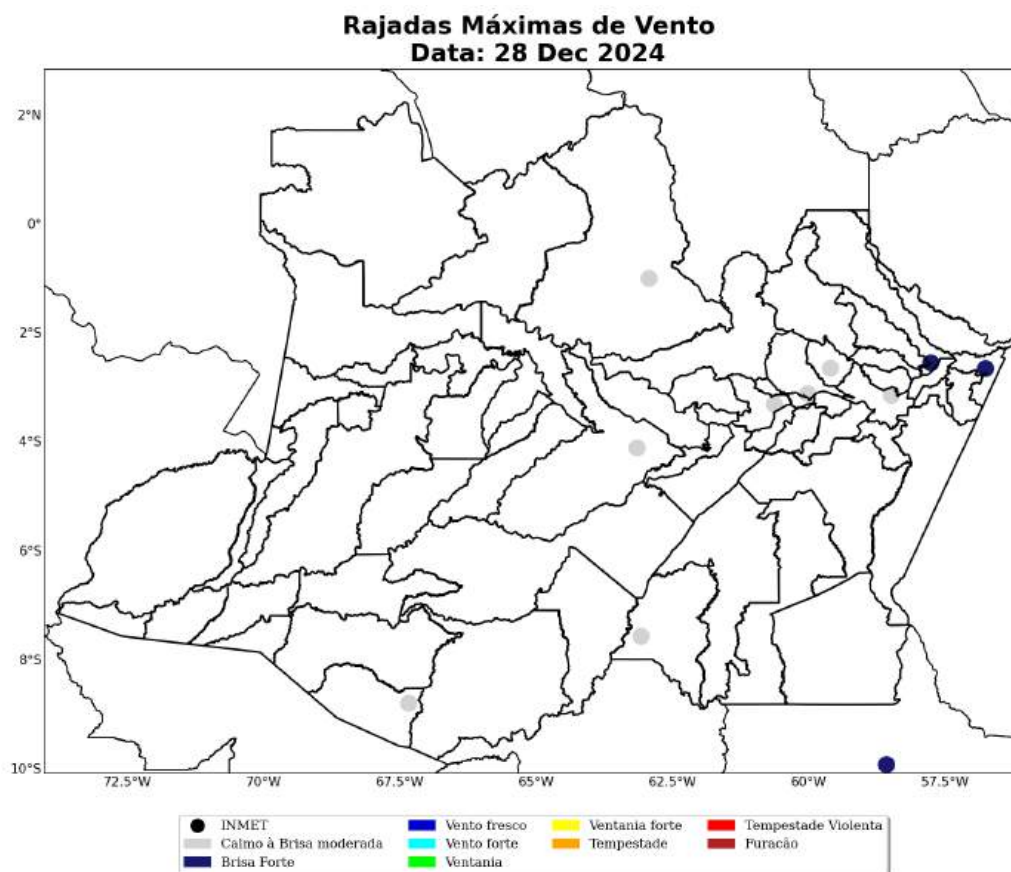 Rajadas Máximas de Vento
Data: 28 Dec 2024
2°N
0°
2°S
4°S
6°S
8°S
10°S
72.5°W 70°W 67.5°W 65°W 62.5°W 60°W 57.5°W
INMET Vento fresco Ventania forte Tempestade Violenta
Calmo à Brisa moderada Vento forte Tempestade Furacão
Brisa Forte Ventania